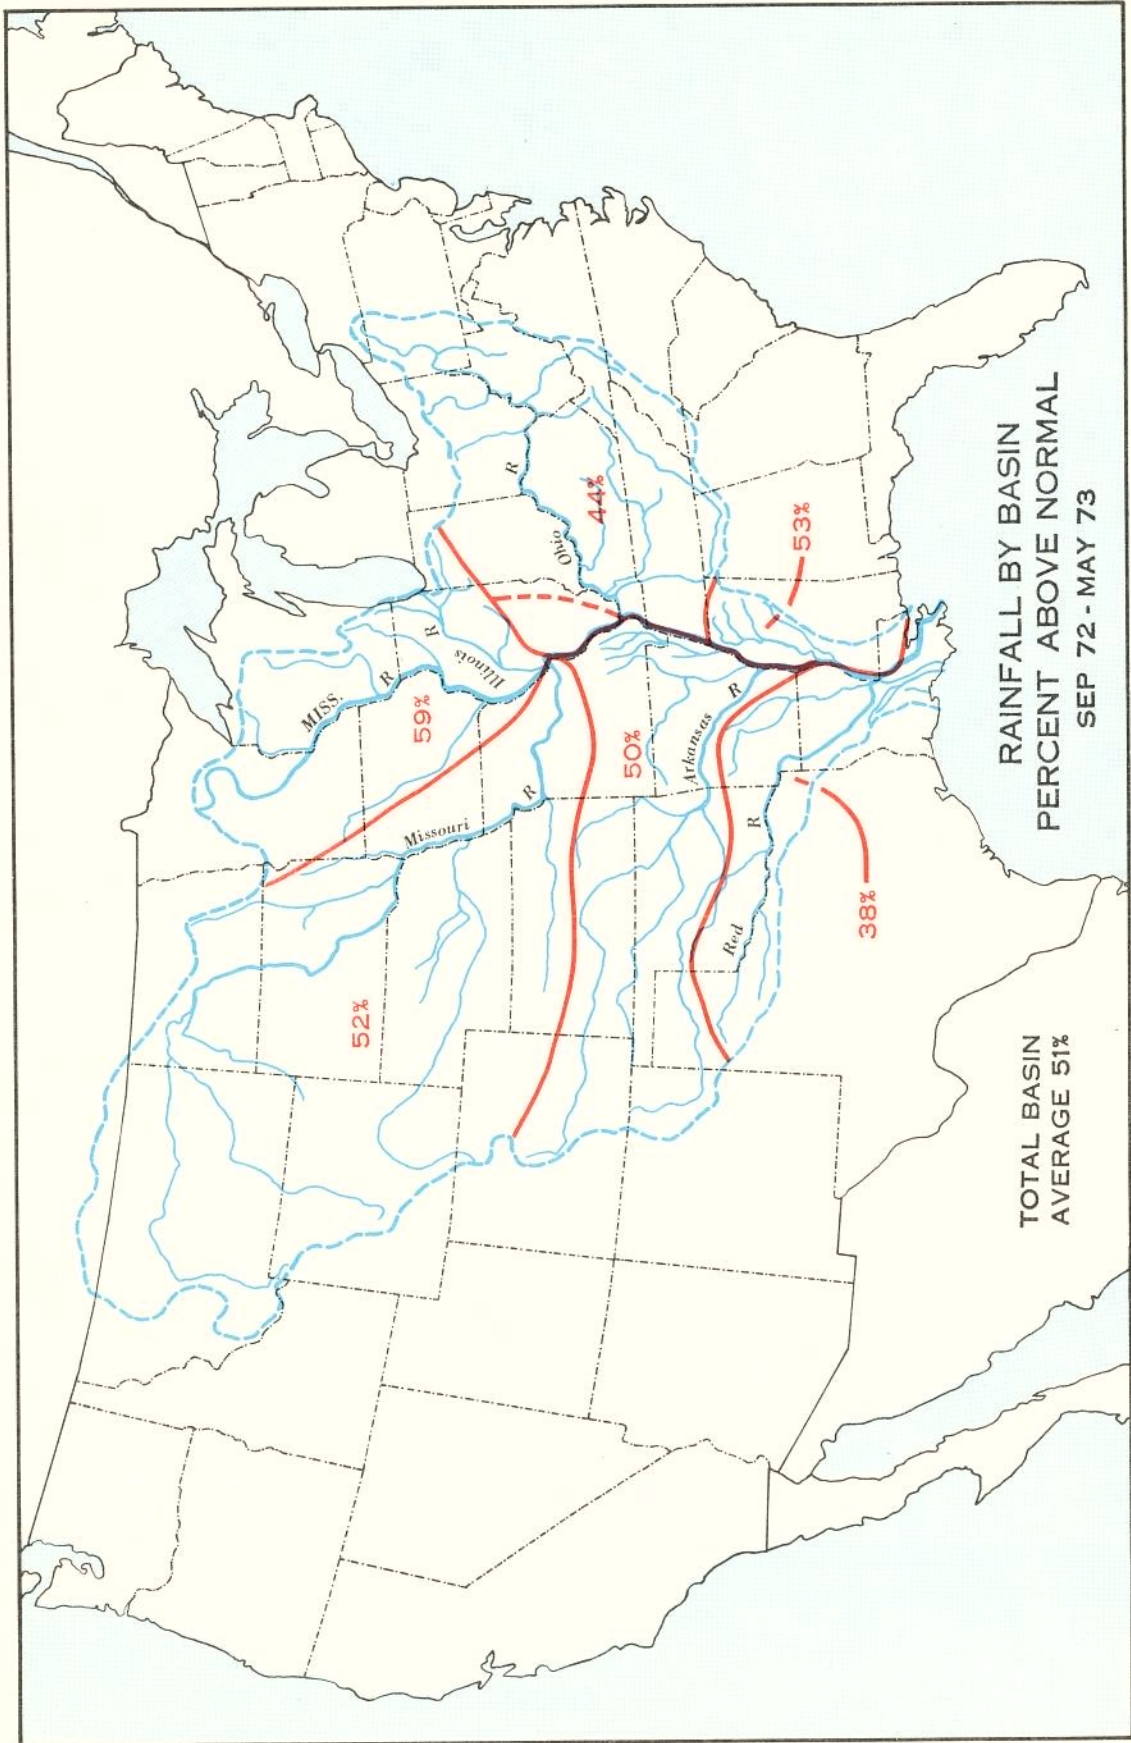 RAINFALL BY BASIN
PERCENT ABOVE NORMAL
SEP 72 - MAY 73
TOTAL BASIN
AVERAGE 51%
MISS. R
Illinois R
59%
Missouri R
52%
Ohio R
44%
50%
Arkansas R
53%
Red R
38%